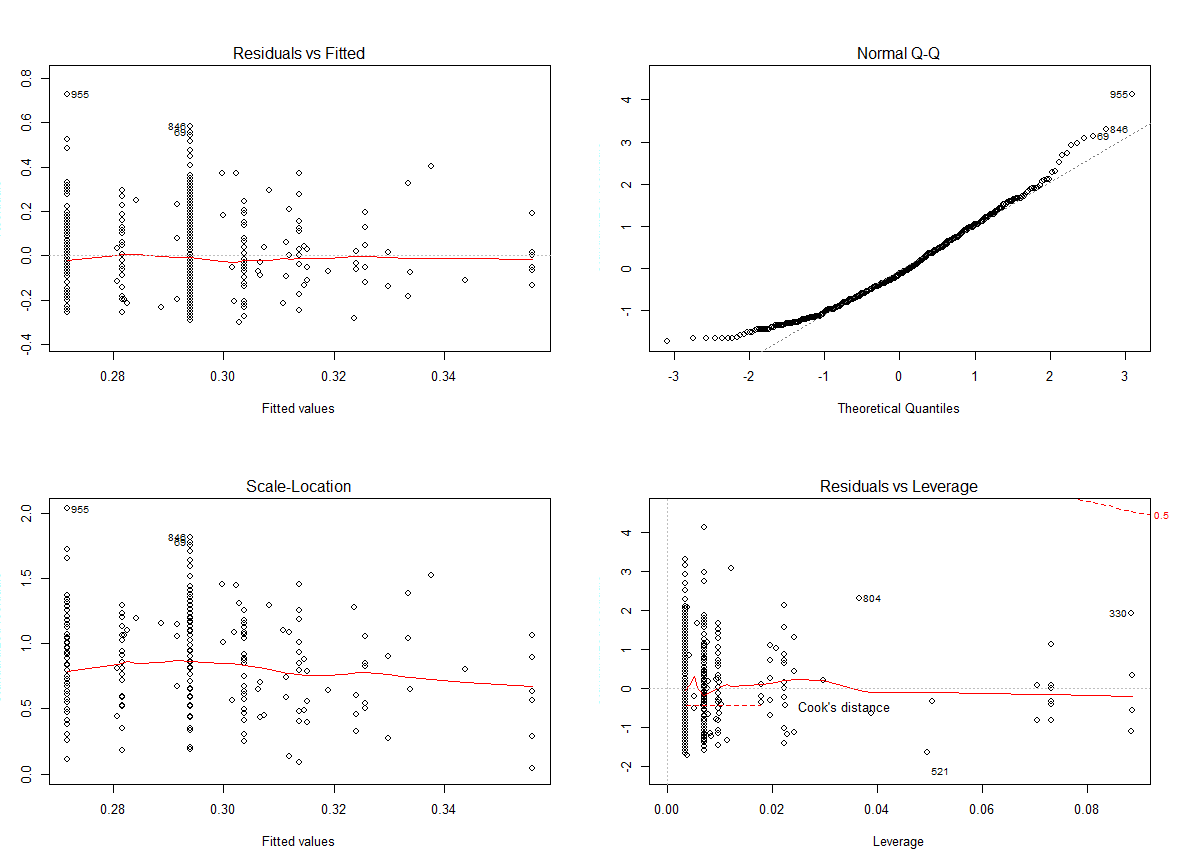 Residuals vs Fitted
0.8
0.6
0.4
0.2
0.0
-0.2
-0.4
955
846
69
0.28 0.30 0.32 0.34
Fitted values
Normal Q-Q
4
3
2
1
0
-1
955
846
69
-3 -2 -1 0 1 2 3
Theoretical Quantiles
Scale-Location
2.0
1.5
1.0
0.5
0.0
955
846
69
0.28 0.30 0.32 0.34
Fitted values
Residuals vs Leverage
4
3
2
1
0
-1
-2
0.5
804
330
Cook's distance
521
0.00 0.02 0.04 0.06 0.08
Leverage